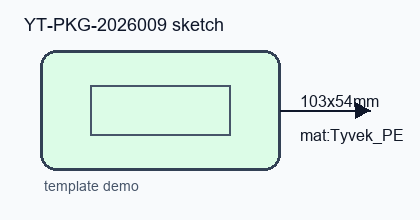 YT-PKG-2026009 sketch
103x54mm
mat:Tyvek_PE
template demo